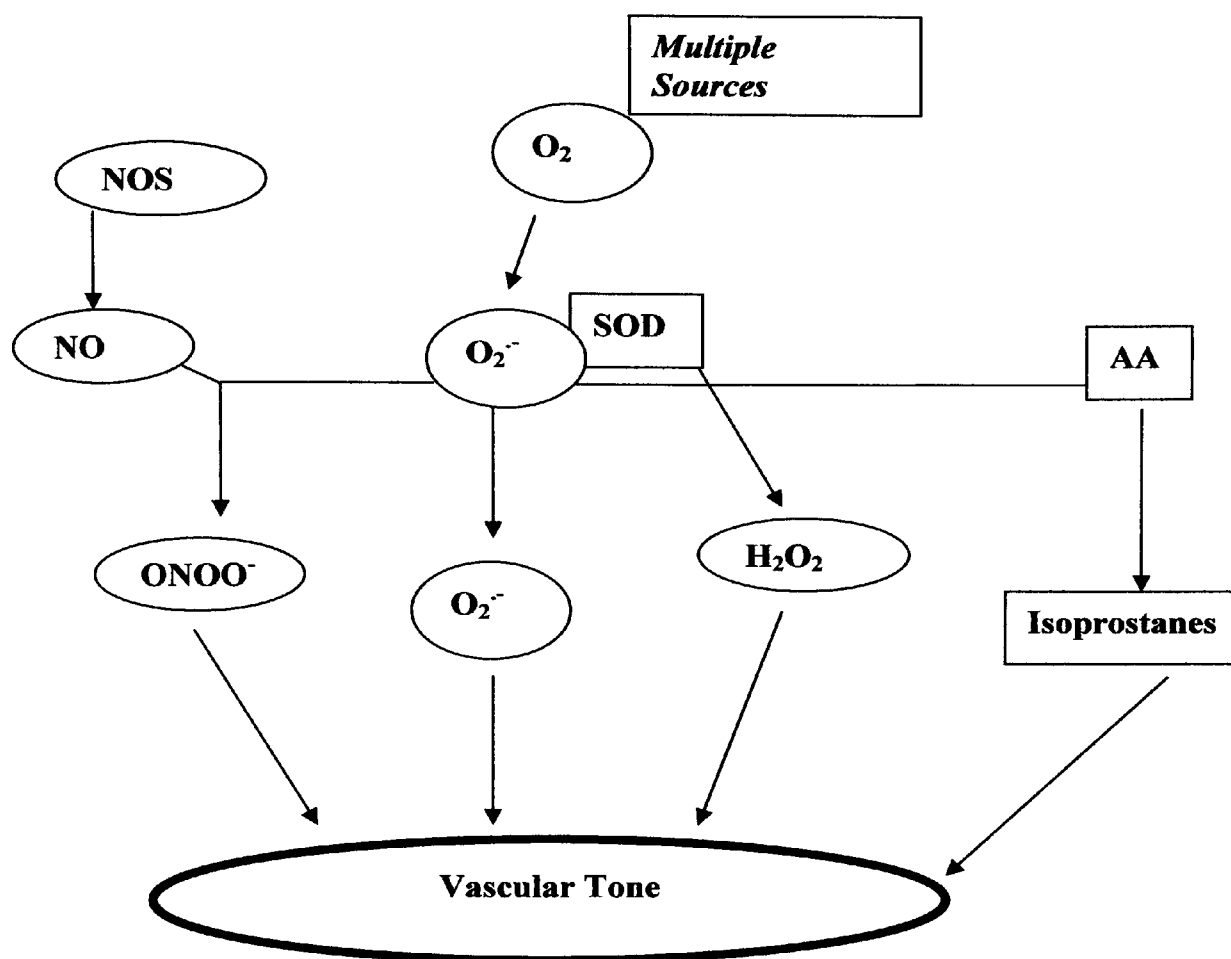 Multiple
Sources
O₂
NOS
SOD
NO
O₂·⁻
AA
H₂O₂
ONOO⁻
O₂·⁻
Isoprostanes
Vascular Tone